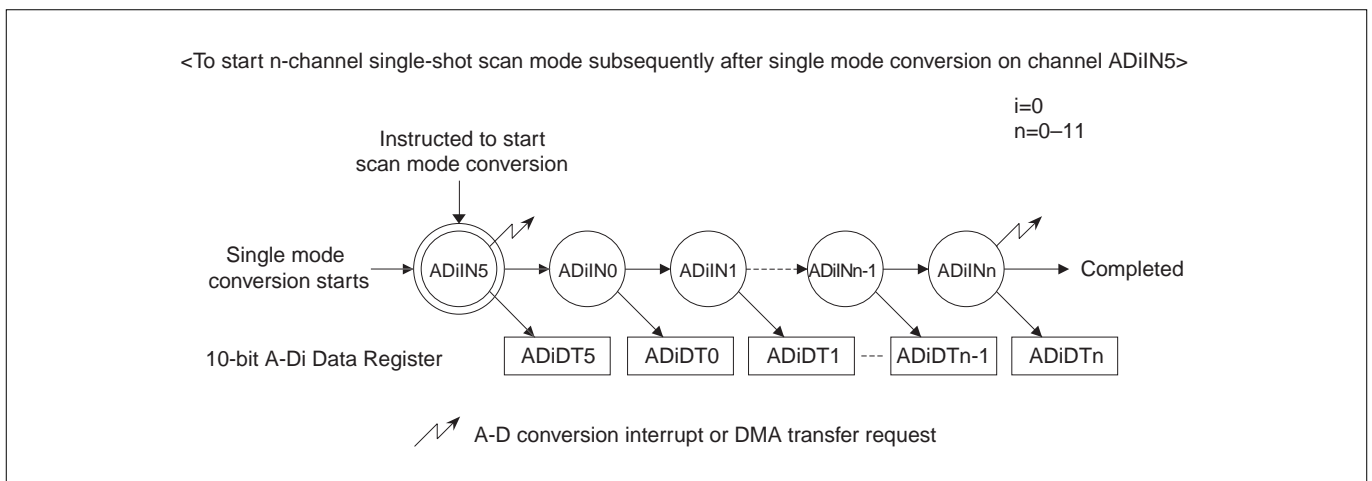 <To start n-channel single-shot scan mode subsequently after single mode conversion on channel ADiIN5>
i=0
n=0–11
Instructed to start
scan mode conversion
Single mode
conversion starts
ADiIN5
ADiIN0
ADiIN1
ADiINn-1
ADiINn
Completed
10-bit A-Di Data Register
ADiDT5
ADiDT0
ADiDT1
ADiDTn-1
ADiDTn
A-D conversion interrupt or DMA transfer request